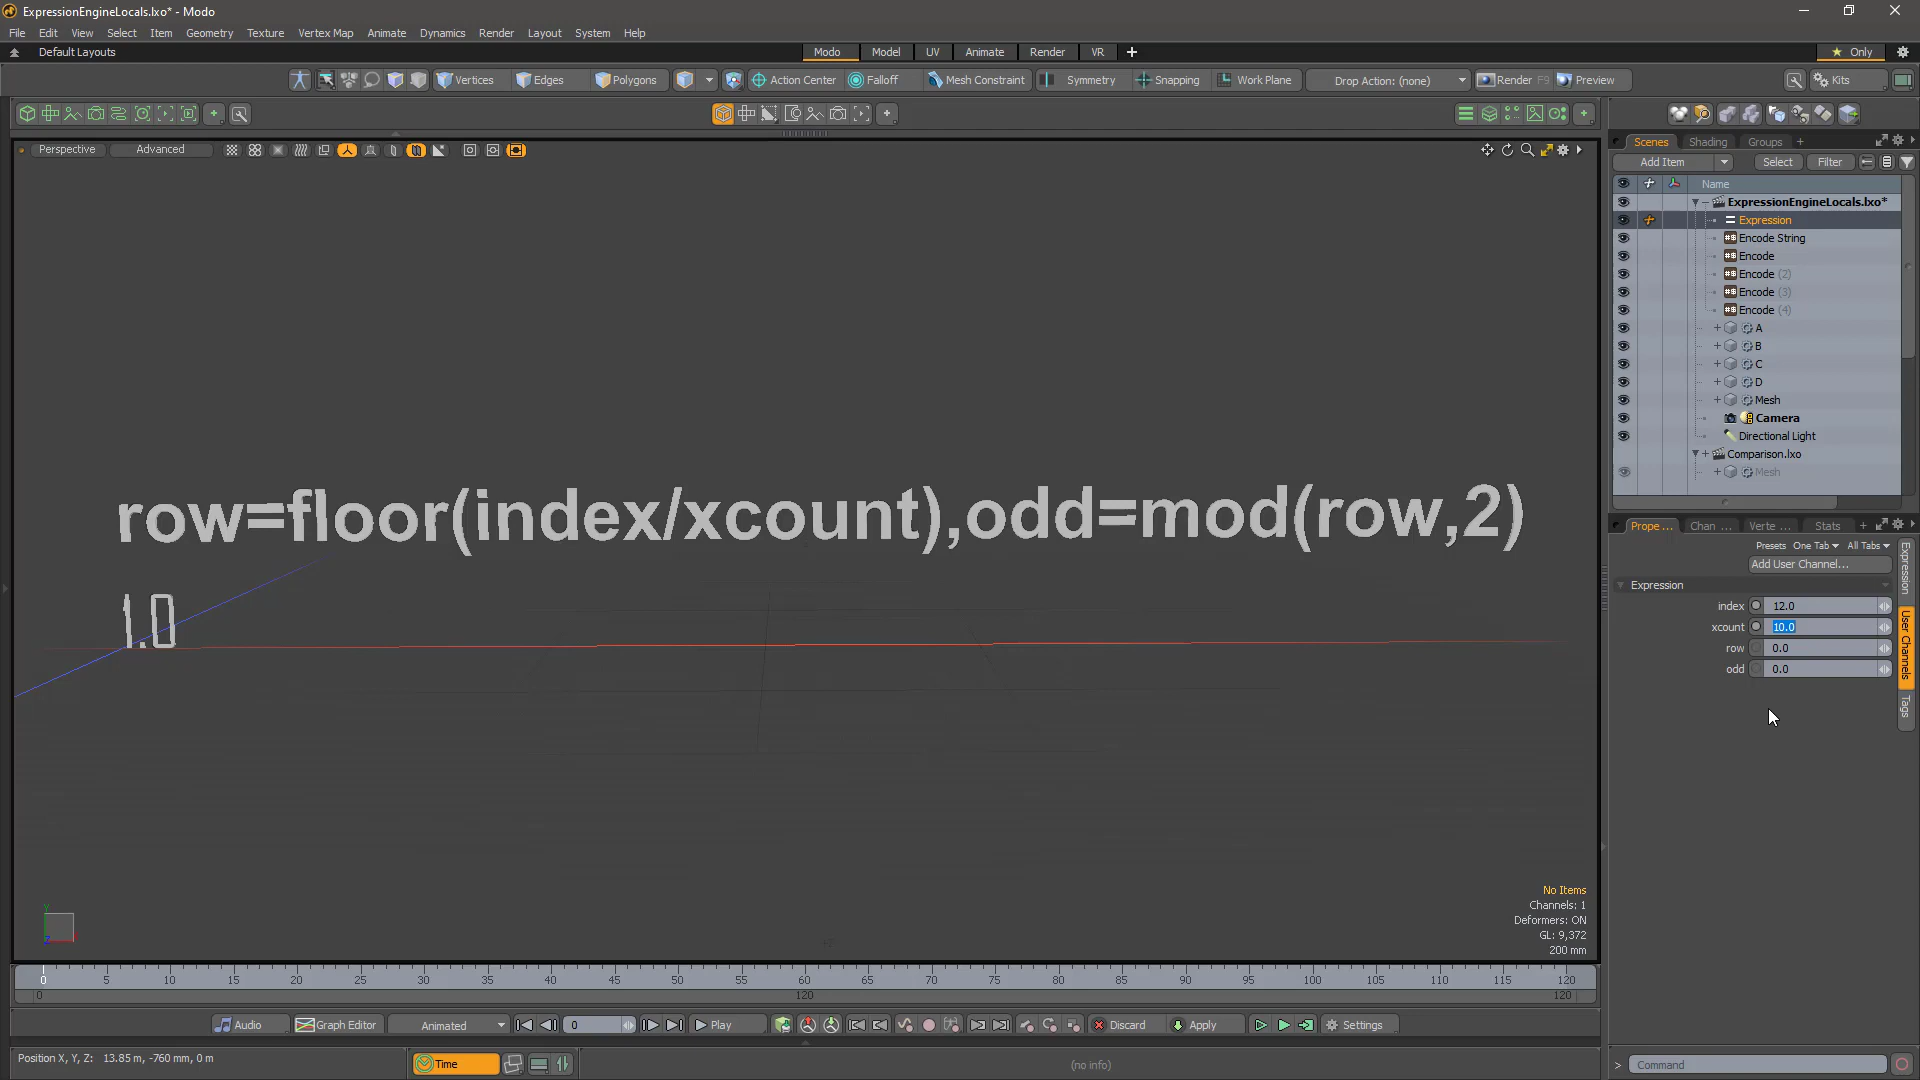 ExpressionEngineLocals.lxo* - Modo
File Edit View Select Item Geometry Texture Vertex Map Animate Dynamics Render Layout System Help
Default Layouts
Modo Model UV Animate Render VR
Only
Vertices Edges Polygons Action Center Falloff Mesh Constraint Symmetry Snapping Work Plane Drop Action: (none) Render F9 Preview Kits
Perspective Advanced
Scenes Shading Groups
Add Item Select Filter
Name
ExpressionEngineLocals.lxo*
Expression
Encode String
Encode
Encode (2)
Encode (3)
Encode (4)
A
B
C
D
Mesh
Camera
Directional Light
Comparison.lxo
Mesh
row=floor(index/xcount),odd=mod(row,2)
1.0
Prope ... Chan ... Verte ... Stats
Presets One Tab All Tabs
Add User Channel...
Expression
index 12.0
xcount 10.0
row 0.0
odd 0.0
Expression
User Channels
Tags
No Items
Channels: 1
Deformers: ON
GL: 9,372
200 mm
Y
Z
0 5 10 15 20 25 30 35 40 45 50 55 60 65 70 75 80 85 90 95 100 105 110 115 120
0 120 120
Audio Graph Editor Animated 0 Play Discard Apply Settings
Position X, Y, Z: 13.85 m, -760 mm, 0 m
Time
(no info)
> Command